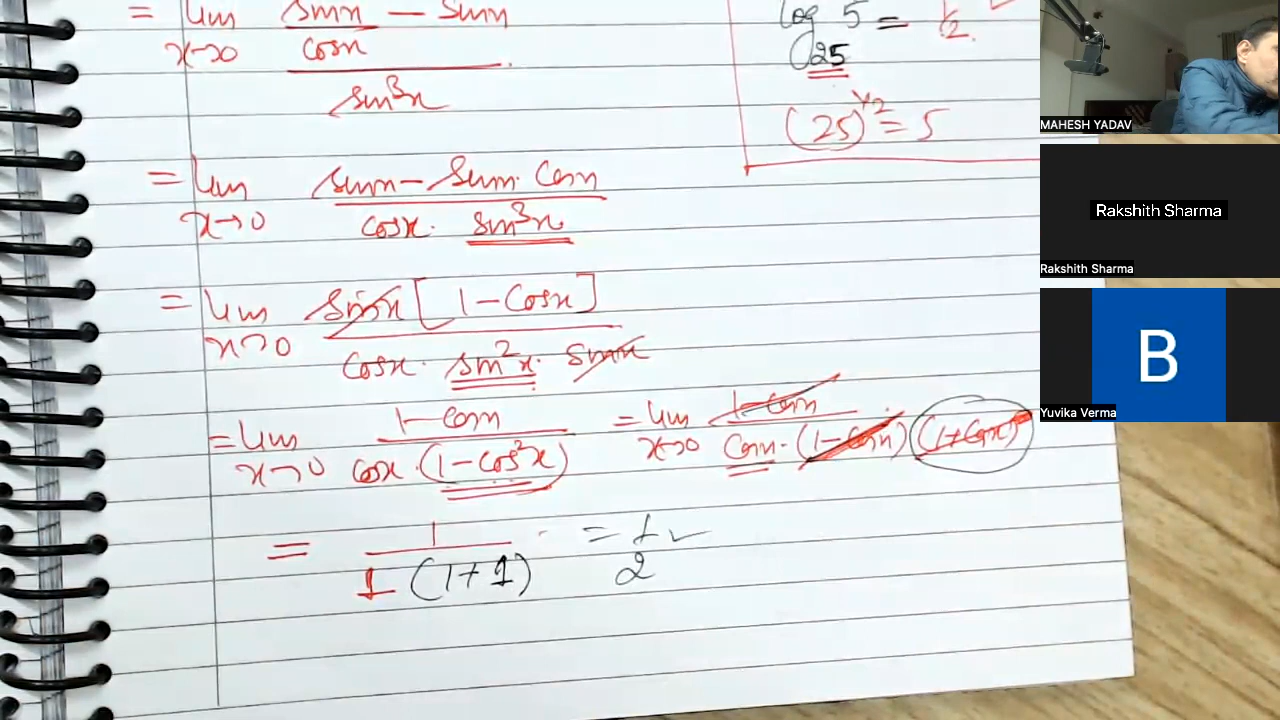 = lim sinx/cosx - sinx
x→0 sin³x
log₂₅ 5 = 1/2
(25)^1/2 = 5
= lim x→0 sinx - sinx. cosx / cosx. sin³x
= lim x→0 sinx [1 - cosx] / cosx. sin²x. sinx
= lim x→0 1-cosx / cosx.(1-cos²x) = lim x→0 1-cosx / cosx.(1-cosx)(1+cosx)
= 1 / 1 (1+1) = 1/2
MAHESH YADAV
Rakshith Sharma
Rakshith Sharma
B
Yuvika Verma